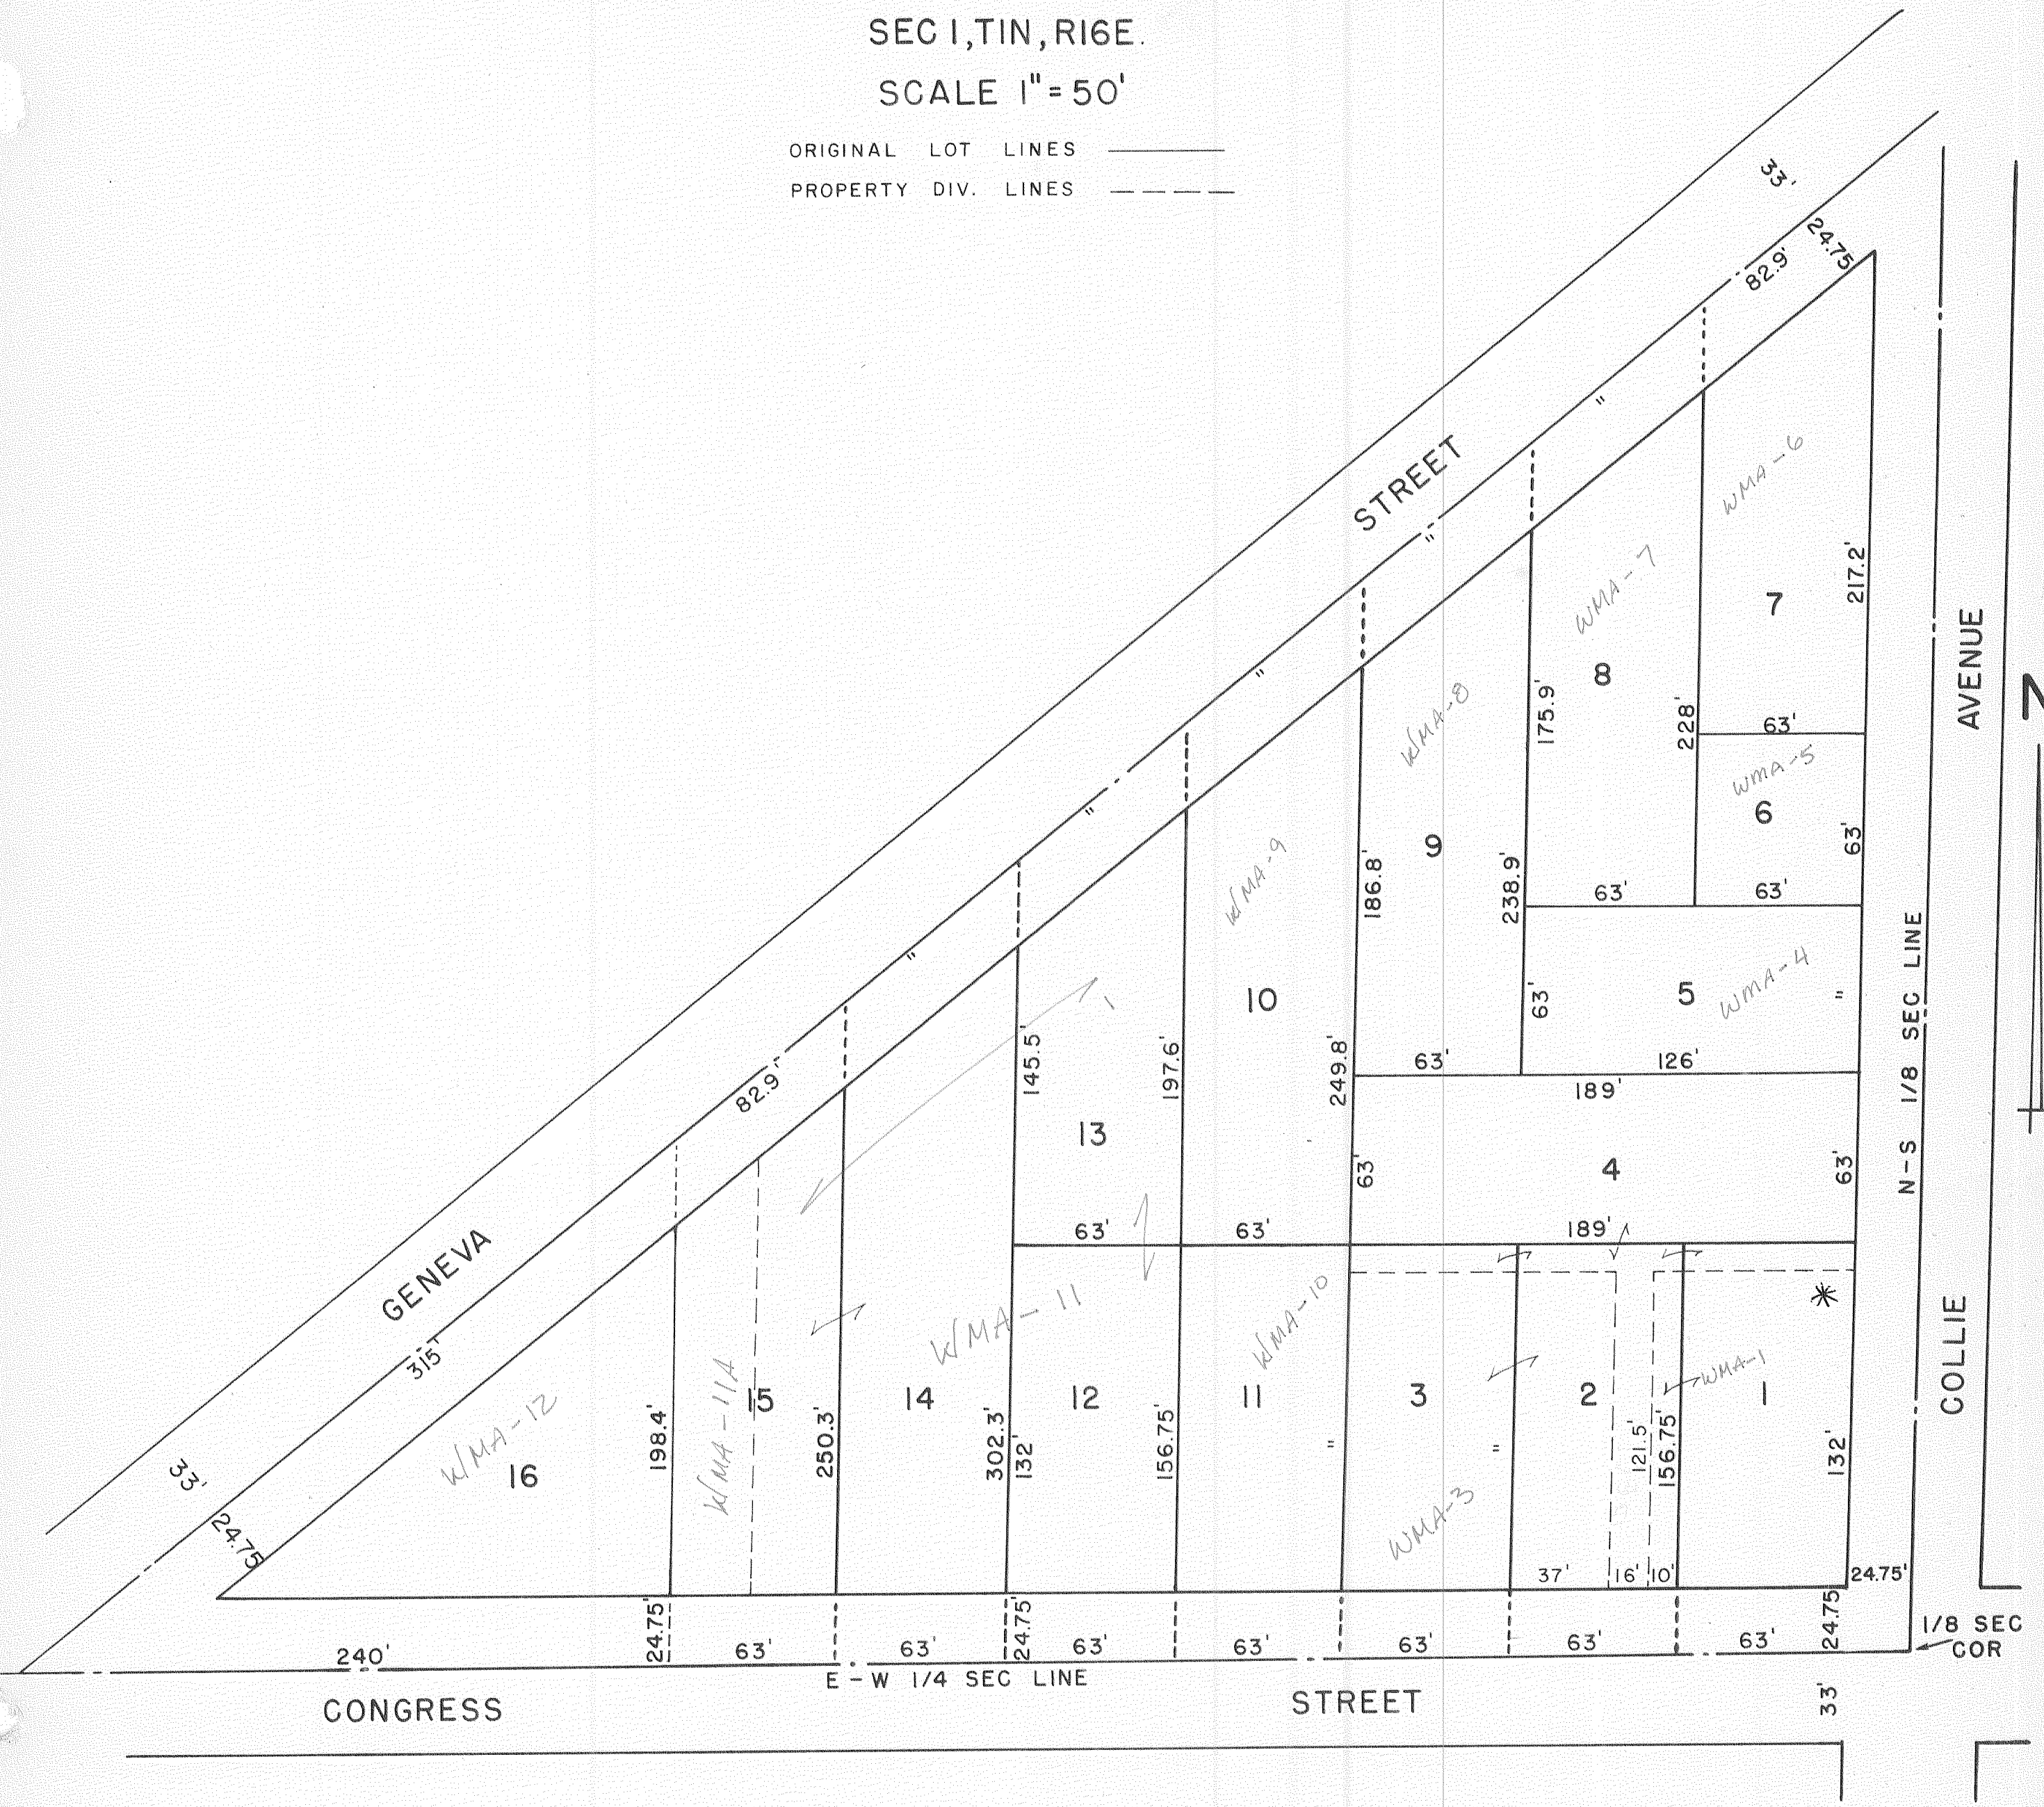 SEC 1, T1N, R16E.
SCALE 1" = 50'
ORIGINAL LOT LINES
PROPERTY DIV. LINES
33'
24.75
82.9'
"
STREET
"
WMA-6
217.2'
7
WMA-7
8
175.9'
228'
63'
AVENUE
N
"
WMA-8
9
WMA-5
6
63'
186.8'
238.9'
63'
63'
"
WMA-9
10
63'
5
WMA-4
"
N-S 1/8 SEC LINE
"
145.5'
197.6'
249.8'
63'
126'
189'
82.9'
13
63'
4
63'
63'
63'
189'
GENEVA
315'
WMA-11
WMA-10
*
COLLIE
WMA-12
16
198.4'
WMA-11A
15
250.3'
14
302.3'
132'
12
156.75'
11
"
3
"
WMA-3
2
121.5'
156.75'
WMA-1
1
132'
33'
24.75
37'
16'
10'
24.75'
24.75'
24.75'
24.75
240'
63'
63'
63'
63'
63'
63'
63'
1/8 SEC
COR
E-W 1/4 SEC LINE
CONGRESS
STREET
33'